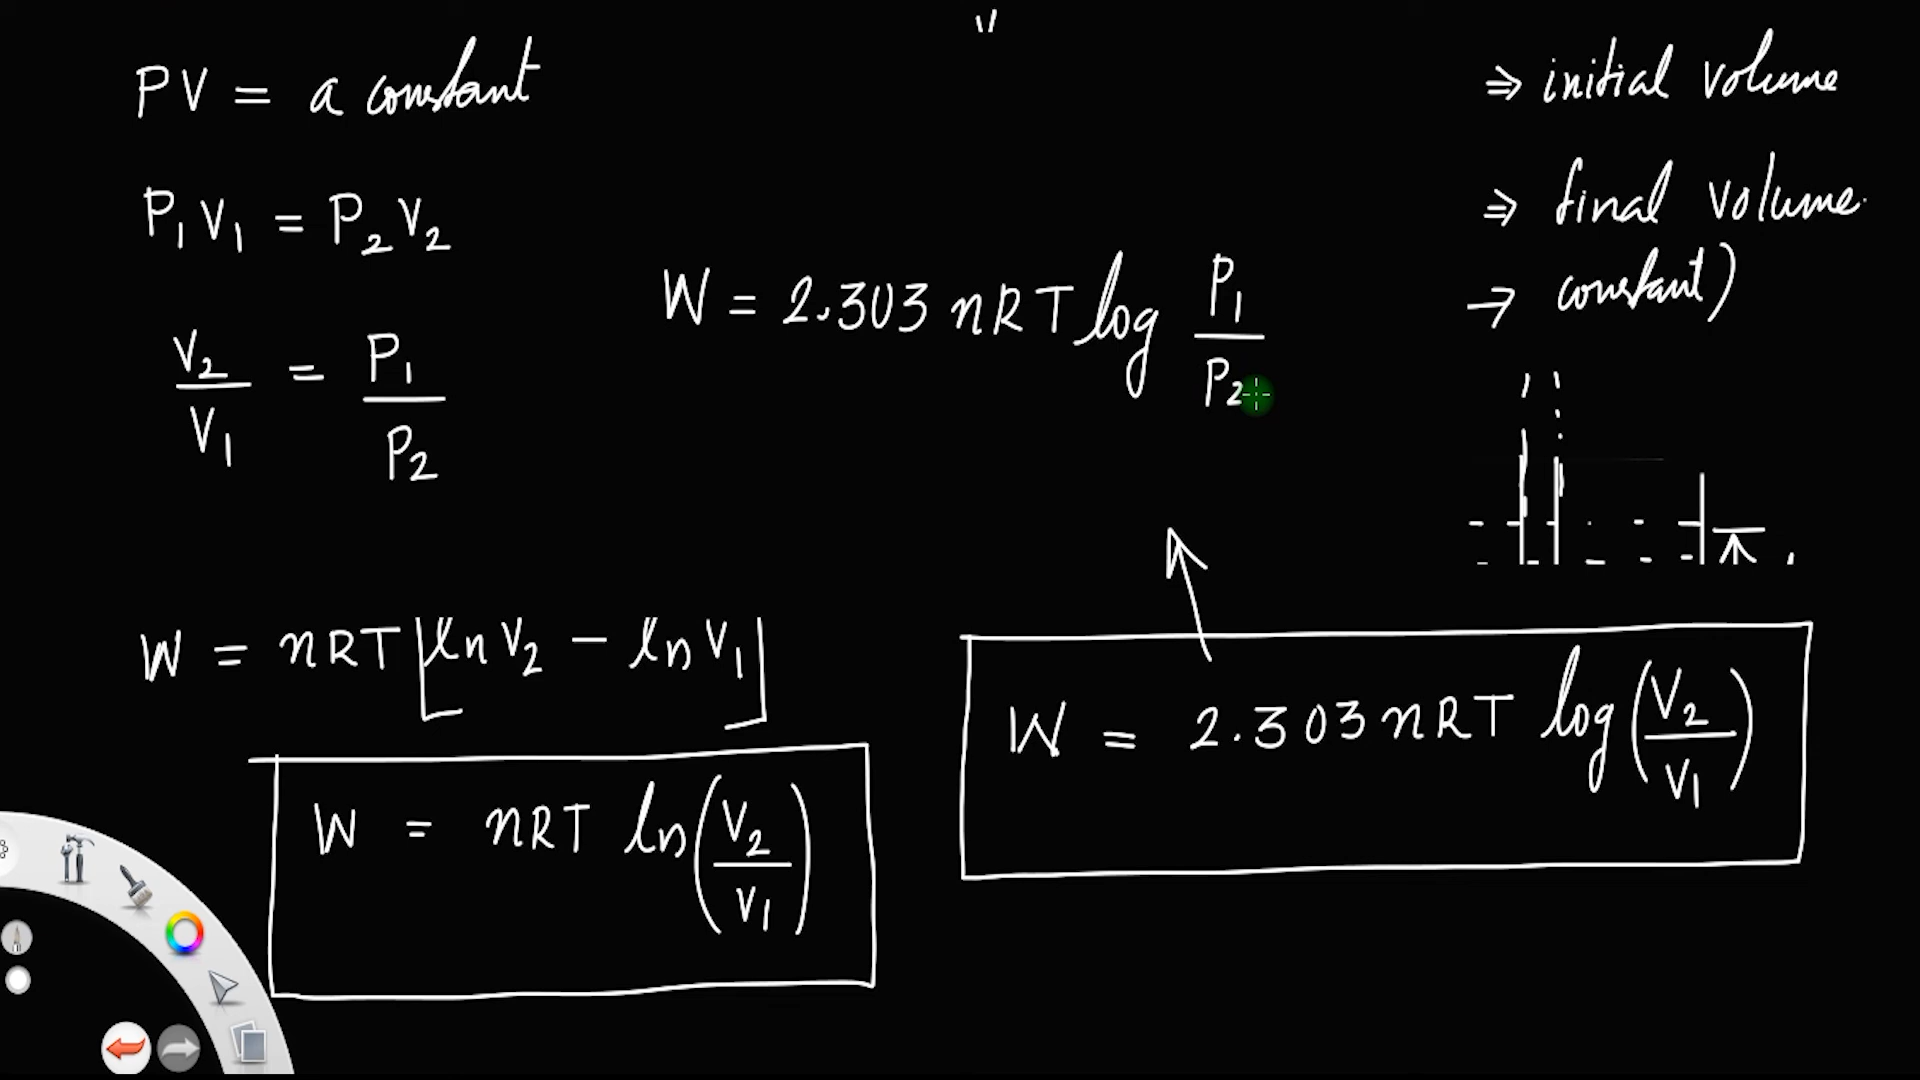 PV = a constant
P₁V₁ = P₂V₂
V₂/V₁ = P₁/P₂
W = 2.303 nRT log P₁/P₂
⇒ initial volume
⇒ final volume.
→ constant)
W = nRT [ln V₂ − ln V₁]
W = nRT ln(V₂/V₁)
W = 2.303 nRT log(V₂/V₁)